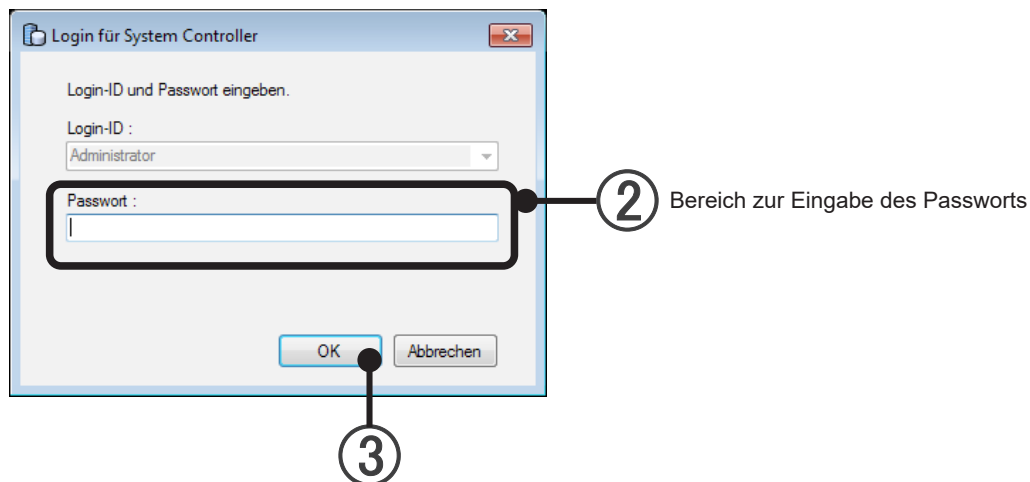 Login für System Controller
Login-ID und Passwort eingeben.
Login-ID :
Administrator
Passwort :
② Bereich zur Eingabe des Passworts
OK Abbrechen
③